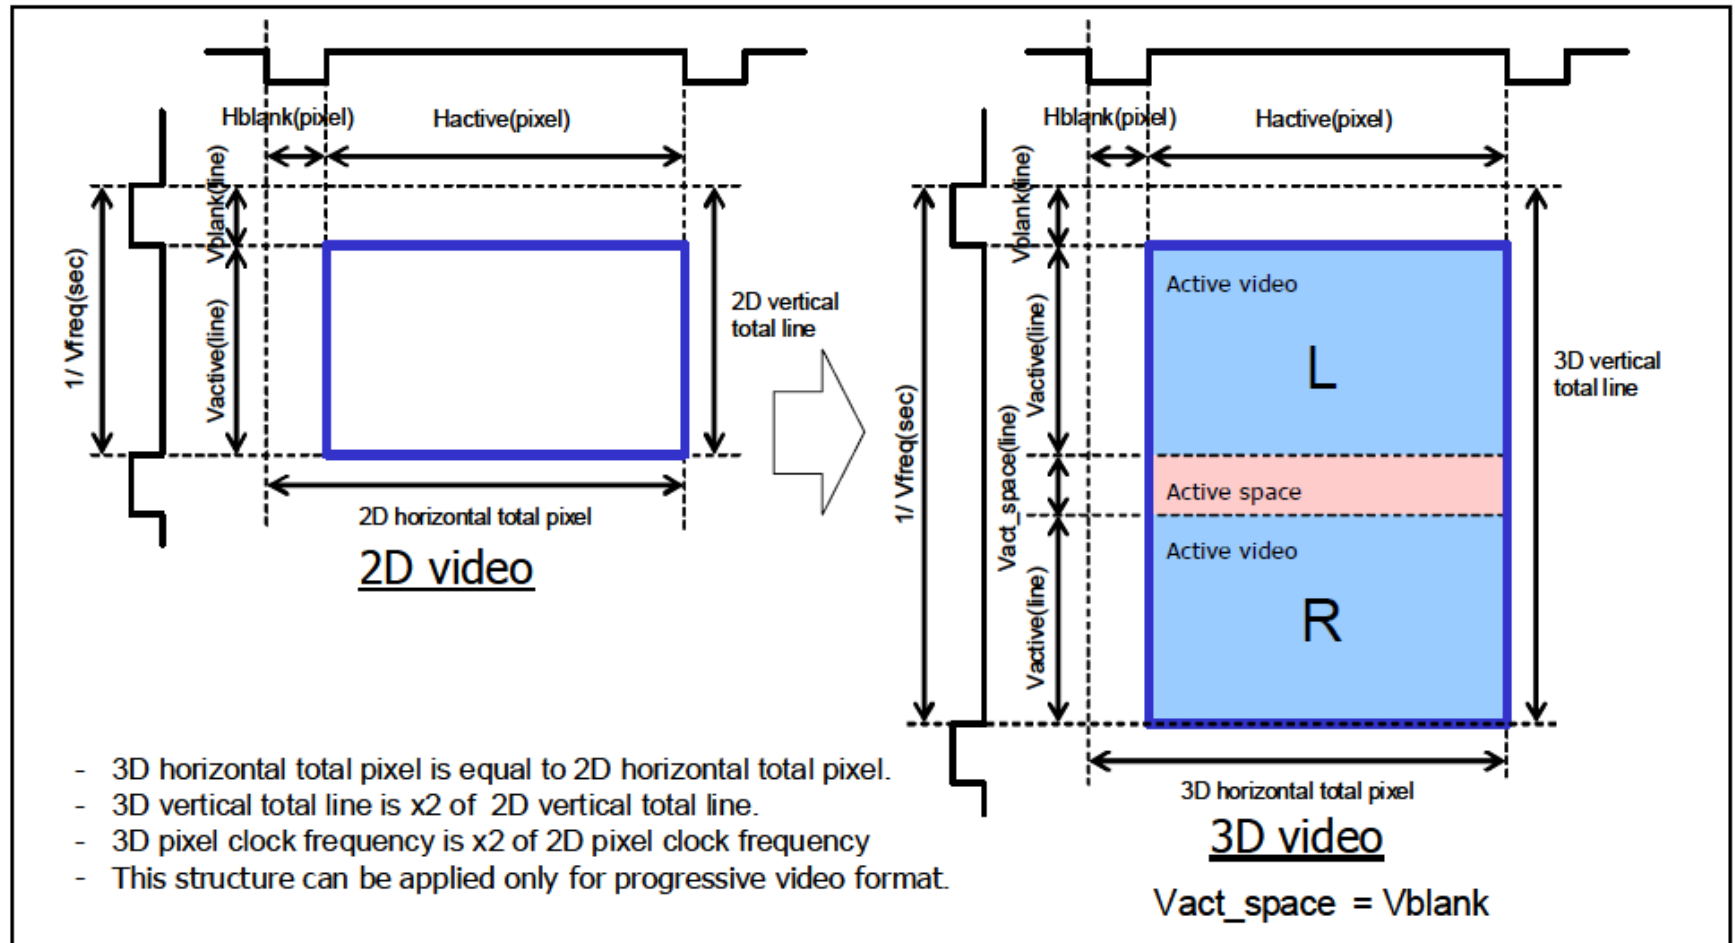 Hblank(pixel)
Hactive(pixel)
Vblank(line)
Vactive(line)
1/ Vfreq(sec)
2D vertical
total line
2D horizontal total pixel
2D video
Hblank(pixel)
Hactive(pixel)
Vblank(line)
Vactive(line)
Vact_space(line)
Vactive(line)
1/ Vfreq(sec)
Active video
L
Active space
Active video
R
3D vertical
total line
3D horizontal total pixel
3D video
Vact_space = Vblank
- 3D horizontal total pixel is equal to 2D horizontal total pixel.
- 3D vertical total line is x2 of 2D vertical total line.
- 3D pixel clock frequency is x2 of 2D pixel clock frequency
- This structure can be applied only for progressive video format.